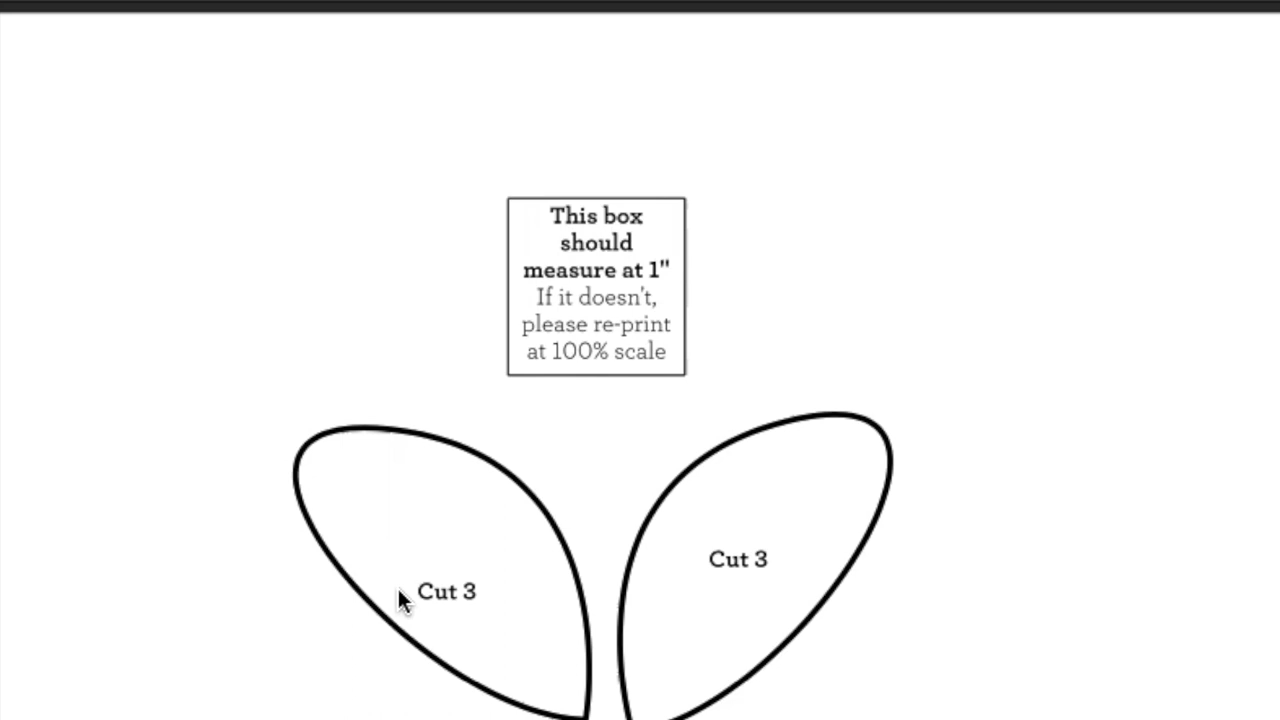 This box
should
measure at 1"
If it doesn't,
please re-print
at 100% scale
Cut 3
Cut 3